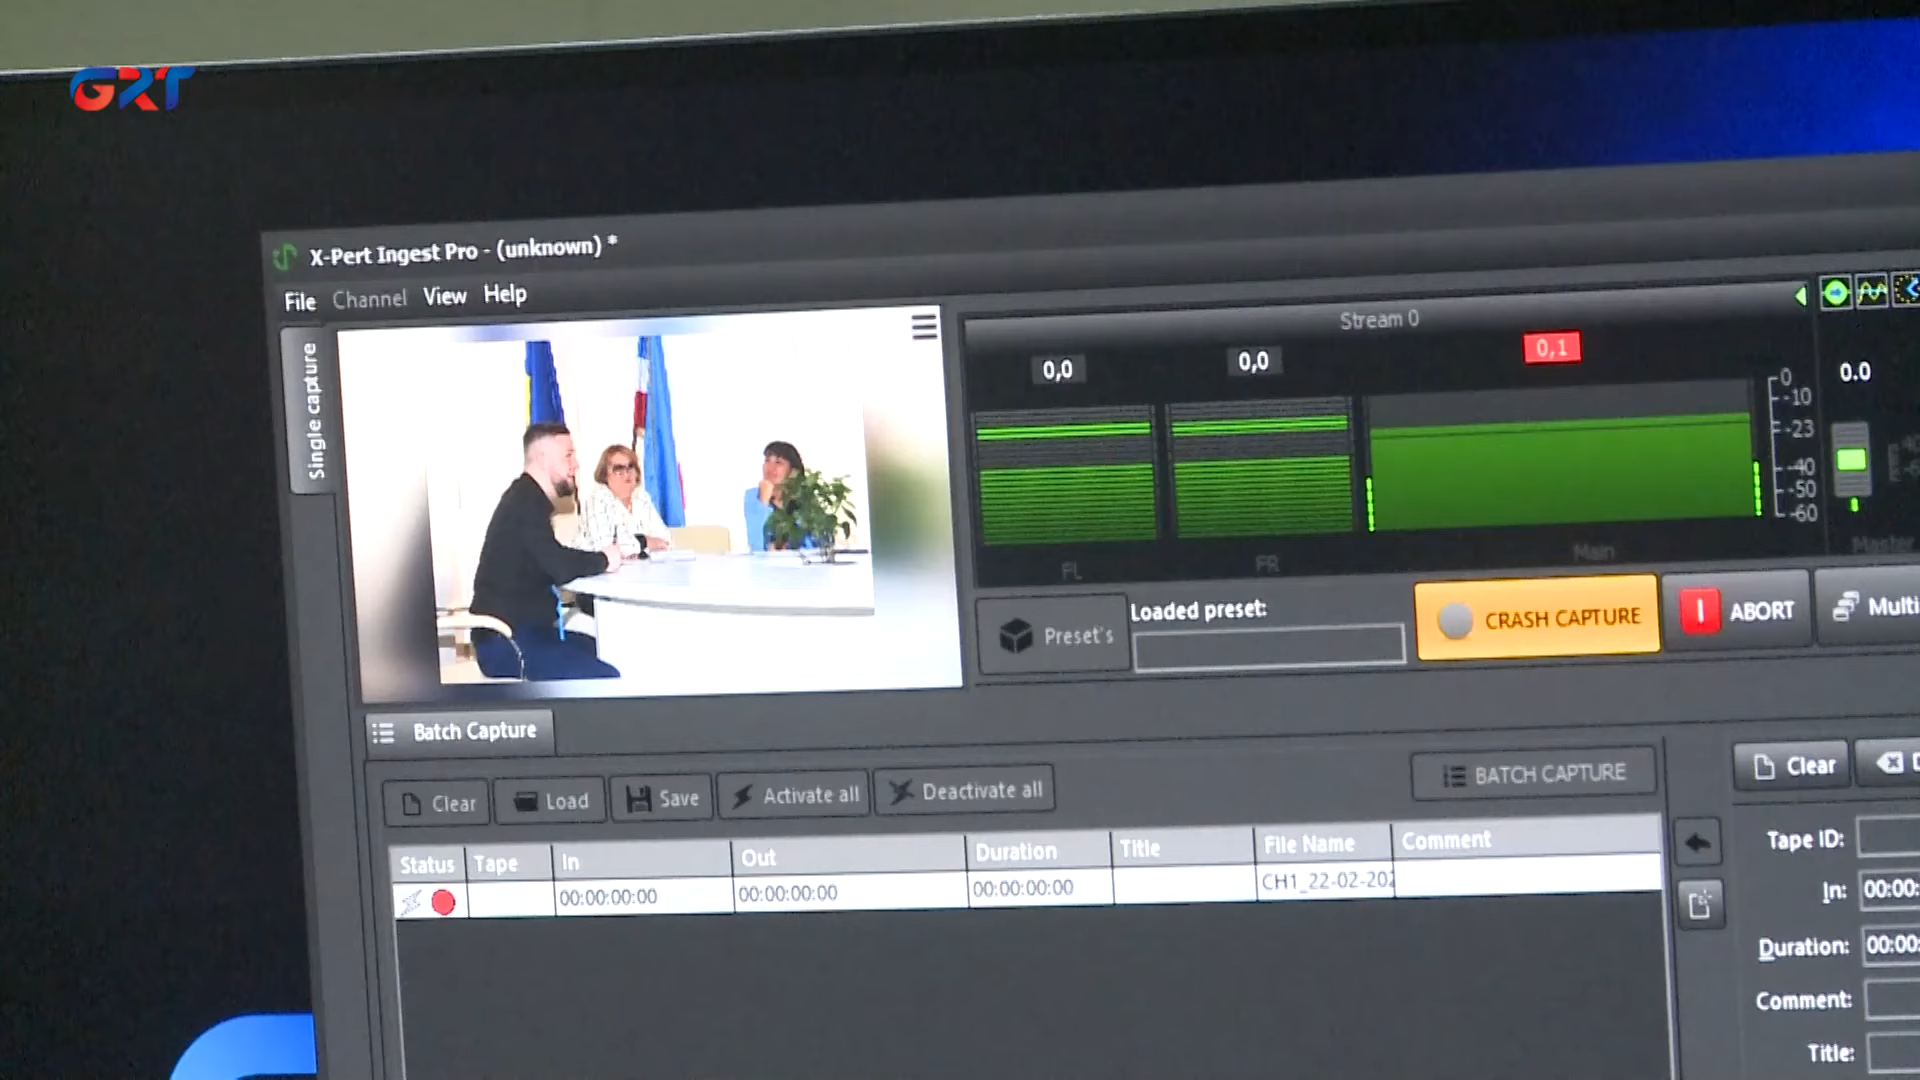 GRT
X-Pert Ingest Pro - (unknown) *
File Channel View Help
Single capture
Stream 0
0,0
0,0
0,1
0.0
0
-10
-23
-40
-50
-60
FL
FR
Main
Master
Preset's
Loaded preset:
CRASH CAPTURE
ABORT
Multi
Batch Capture
Clear
Load
Save
Activate all
Deactivate all
BATCH CAPTURE
Status Tape In Out Duration Title File Name Comment
00:00:00:00 00:00:00:00 00:00:00:00 CH1_22-02-202
Clear
Tape ID:
In: 00:00:
Duration: 00:00:
Comment:
Title: